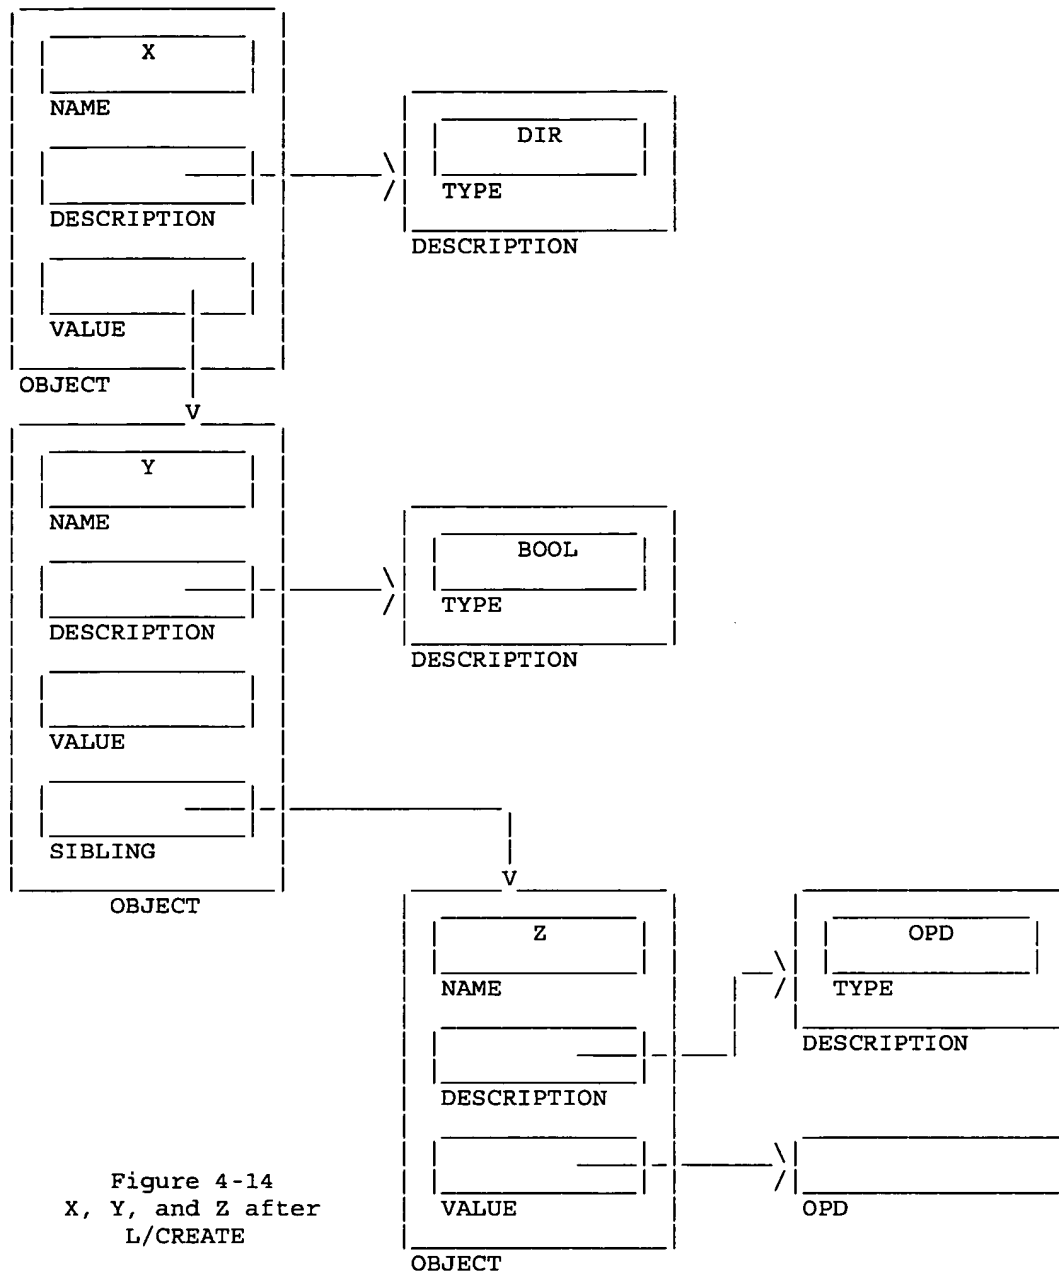 X
NAME
DIR
TYPE
DESCRIPTION
DESCRIPTION
VALUE
OBJECT
Y
NAME
BOOL
TYPE
DESCRIPTION
DESCRIPTION
VALUE
SIBLING
OBJECT
Z
NAME
OPD
TYPE
DESCRIPTION
DESCRIPTION
VALUE
OPD
OBJECT
Figure 4-14
X, Y, and Z after
L/CREATE